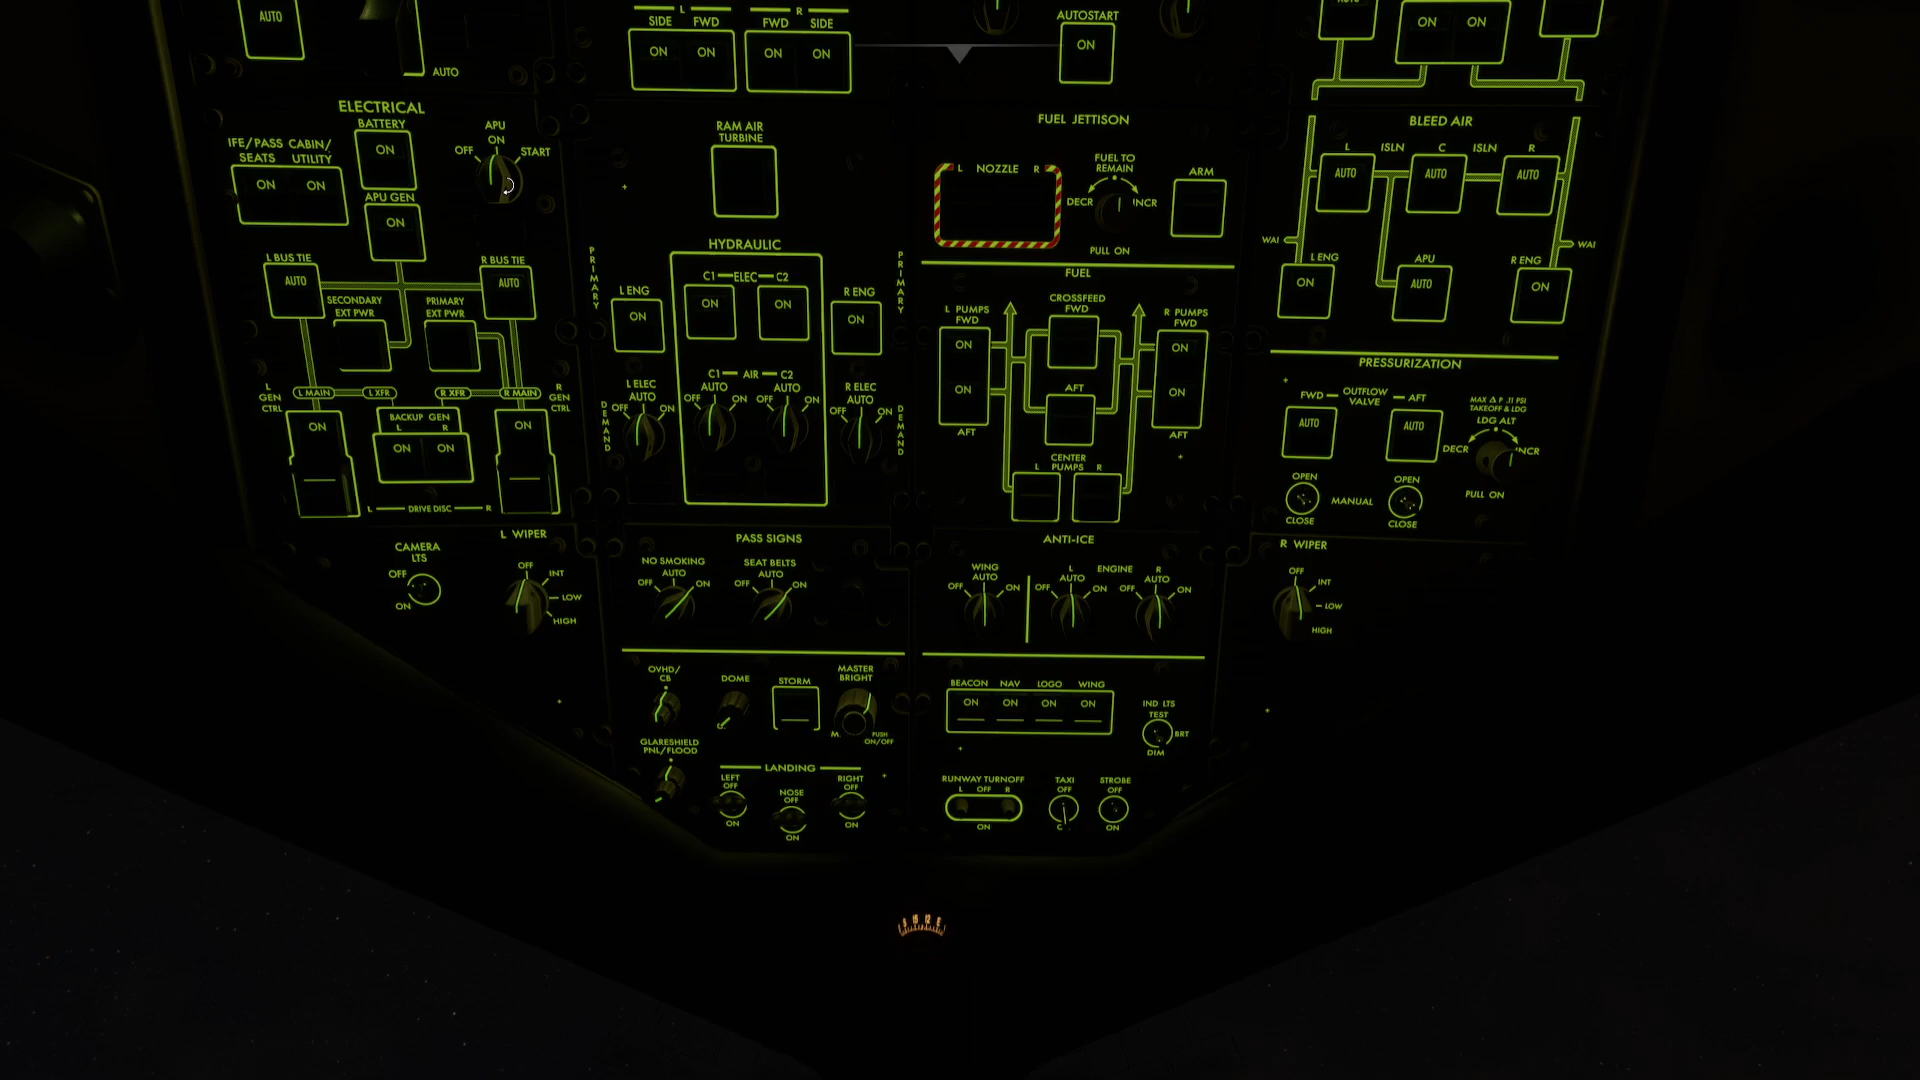 AUTO
AUTO
L
R
SIDE FWD
FWD SIDE
ON ON
ON ON
AUTOSTART
ON
ON ON
ELECTRICAL
BATTERY
ON
IFE/PASS SEATS
CABIN/ UTILITY
ON ON
APU
OFF ON START
APU GEN
ON
L BUS TIE
AUTO
R BUS TIE
AUTO
SECONDARY
EXT PWR
PRIMARY
EXT PWR
L MAIN
L XFR
R XFR
R MAIN
L
GEN
CTRL
R
GEN
CTRL
ON
BACKUP GEN
L R
ON ON
ON
L DRIVE DISC R
RAM AIR
TURBINE
HYDRAULIC
PRIMARY
PRIMARY
C1 ELEC C2
ON ON
L ENG
ON
R ENG
ON
C1 AIR C2
AUTO AUTO
OFF ON OFF ON
L ELEC
AUTO
OFF ON
R ELEC
AUTO
OFF ON
DEMAND
DEMAND
FUEL JETTISON
L NOZZLE R
FUEL TO
REMAIN
DECR INCR
PULL ON
ARM
FUEL
L PUMPS
FWD
ON
ON
AFT
CROSSFEED
FWD
AFT
R PUMPS
FWD
ON
ON
AFT
CENTER
L PUMPS R
BLEED AIR
L ISLN C ISLN R
AUTO AUTO AUTO
WAI
WAI
L ENG
ON
APU
AUTO
R ENG
ON
PRESSURIZATION
FWD OUTFLOW VALVE AFT
AUTO AUTO
MAX Δ P .11 PSI
TAKEOFF & LDG
LDG ALT
DECR INCR
PULL ON
OPEN OPEN
MANUAL
CLOSE CLOSE
CAMERA
LTS
OFF
ON
L WIPER
OFF
INT
LOW
HIGH
PASS SIGNS
NO SMOKING
AUTO
OFF ON
SEAT BELTS
AUTO
OFF ON
ANTI-ICE
WING
AUTO
OFF ON
L ENGINE R
AUTO AUTO
OFF ON OFF ON
R WIPER
OFF
INT
LOW
HIGH
OVHD/
CB
DOME
STORM
MASTER
BRIGHT
PUSH
ON/OFF
GLARESHIELD
PNL/FLOOD
LANDING
LEFT
OFF
ON
NOSE
OFF
ON
RIGHT
OFF
ON
BEACON NAV LOGO WING
ON ON ON ON
IND LTS
TEST
BRT
DIM
RUNWAY TURNOFF
L OFF R
ON
TAXI
OFF
STROBE
OFF
ON
S 15 12 E